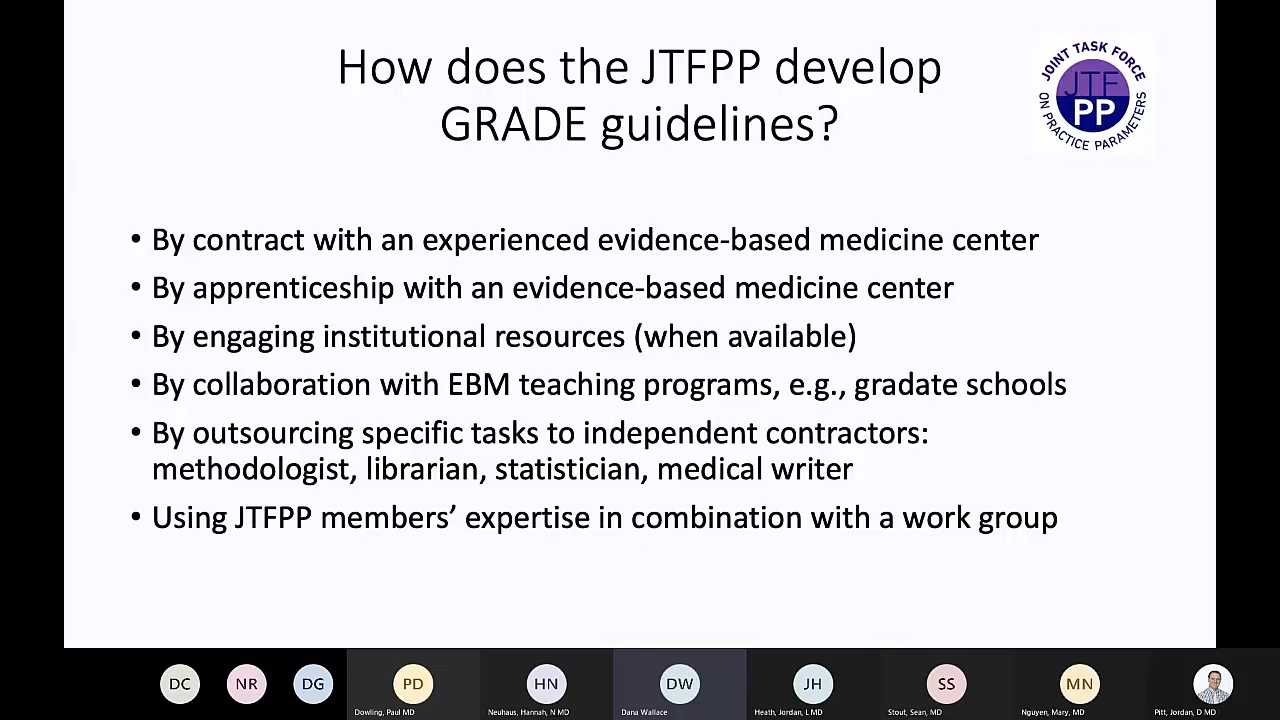 How does the JTFPP develop
GRADE guidelines?
JOINT TASK FORCE
JTF
PP
ON PRACTICE PARAMETERS
• By contract with an experienced evidence-based medicine center
• By apprenticeship with an evidence-based medicine center
• By engaging institutional resources (when available)
• By collaboration with EBM teaching programs, e.g., gradate schools
• By outsourcing specific tasks to independent contractors:
methodologist, librarian, statistician, medical writer
• Using JTFPP members’ expertise in combination with a work group
DC NR DG PD HN DW JH SS MN
Dowling, Paul MD Neuhaus, Hannah, N MD Dana Wallace Heath, Jordan, L MD Stout, Sean, MD Nguyen, Mary, MD Pitt, Jordan, D MD